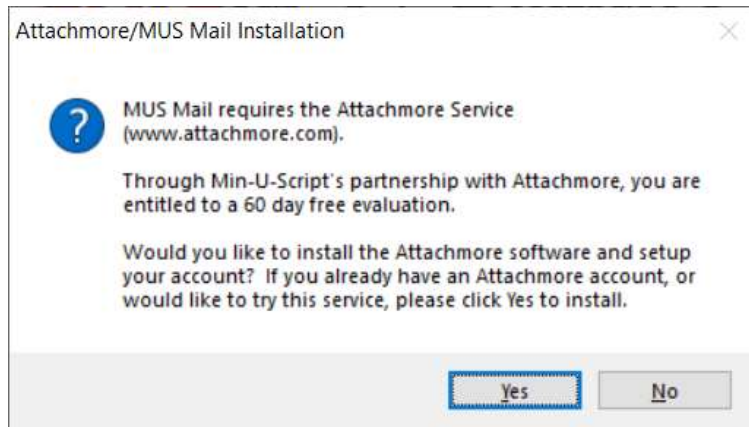 Attachmore/MUS Mail Installation
MUS Mail requires the Attachmore Service
(www.attachmore.com).
Through Min-U-Script's partnership with Attachmore, you are
entitled to a 60 day free evaluation.
Would you like to install the Attachmore software and setup
your account?  If you already have an Attachmore account, or
would like to try this service, please click Yes to install.
Yes
No